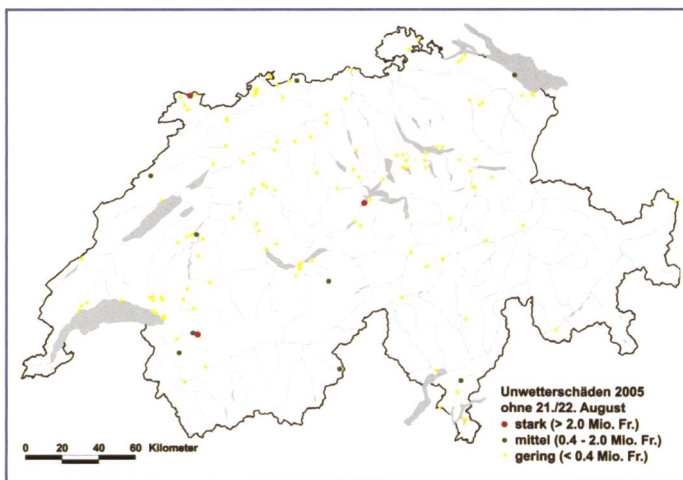 Unwetterschäden 2005
ohne 21./22. August
stark (> 2.0 Mio. Fr.)
mittel (0.4 - 2.0 Mio. Fr.)
gering (< 0.4 Mio. Fr.)
0 20 40 60 Kilometer